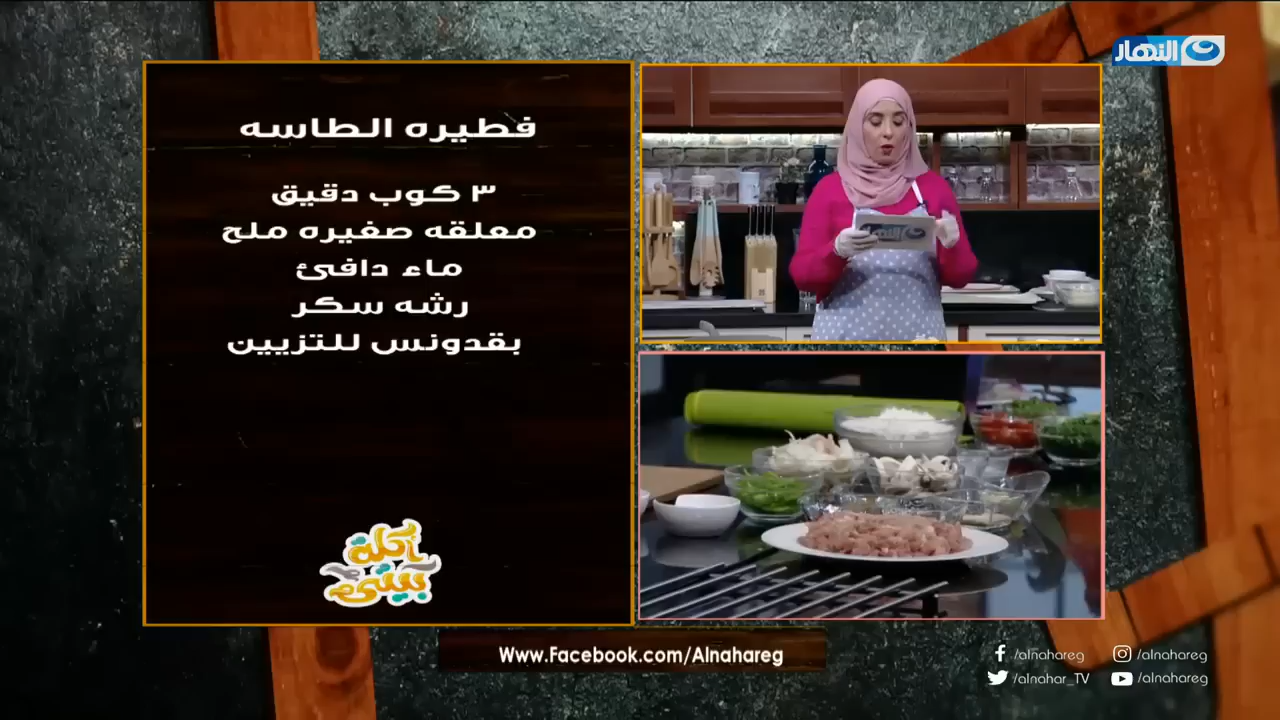 النهار
فطيره الطاسه
٣ كوب دقيق
معلقه صغيره ملح
ماء دافئ
رشه سكر
بقدونس للتزيين
النهار
أكلة
بيتي
Www.Facebook.com/Alnahareg
/alnahareg
/alnahareg
/alnahar_TV
/alnahareg